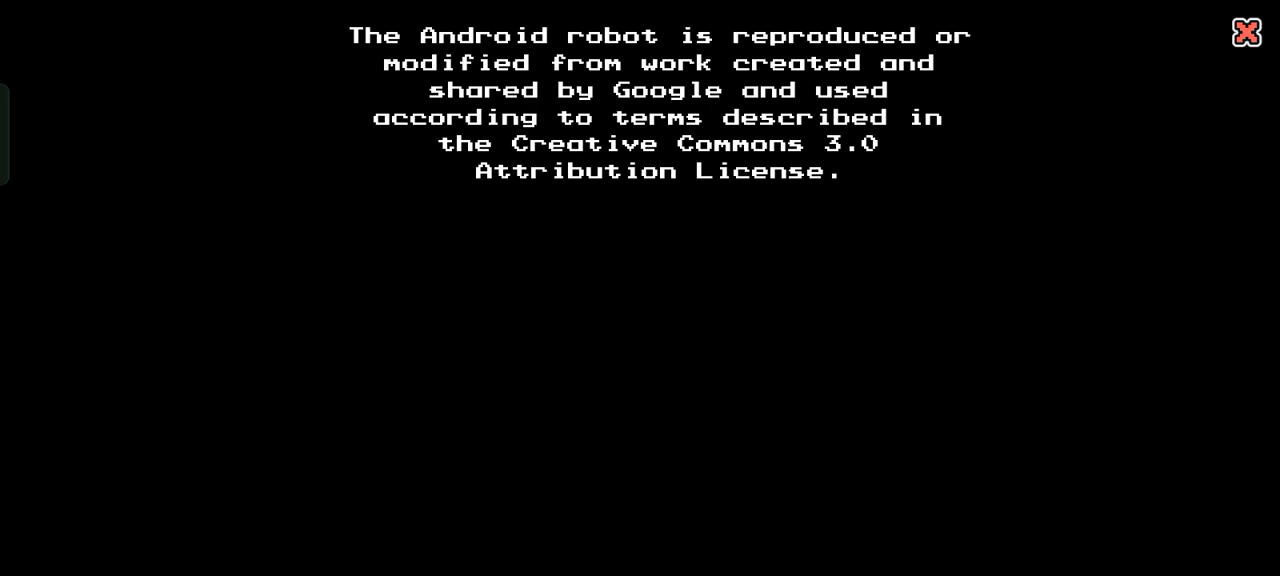 The Android robot is reproduced or
modified from work created and
shared by Google and used
according to terms described in
the Creative Commons 3.0
Attribution License.